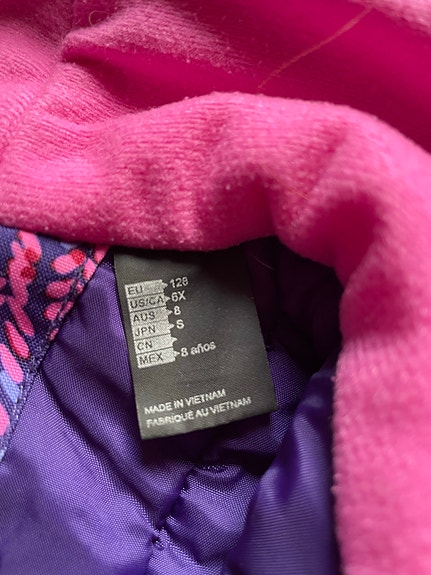 EU 128
US/CA 6X
AUS 8
JPN S
CN
MEX 8 años
MADE IN VIETNAM
FABRIQUÉ AU VIETNAM